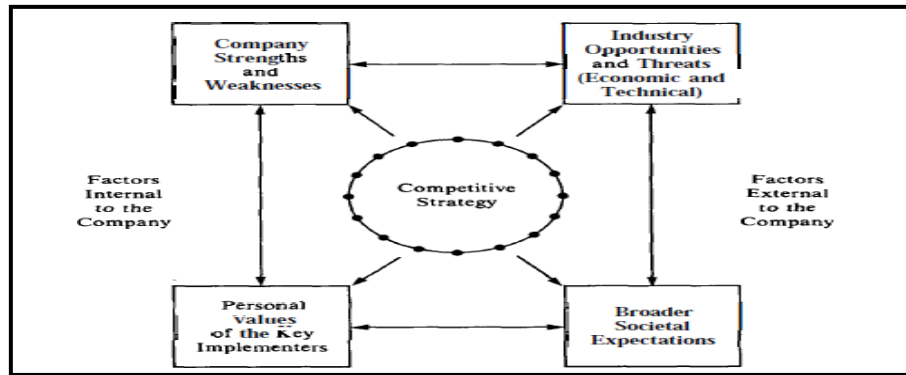 Company
Strengths
and
Weaknesses
Industry
Opportunities
and Threats
(Economic and
Technical)
Factors
Internal
to the
Company
Competitive
Strategy
Factors
External
to the
Company
Personal
Values
of the Key
Implementers
Broader
Societal
Expectations